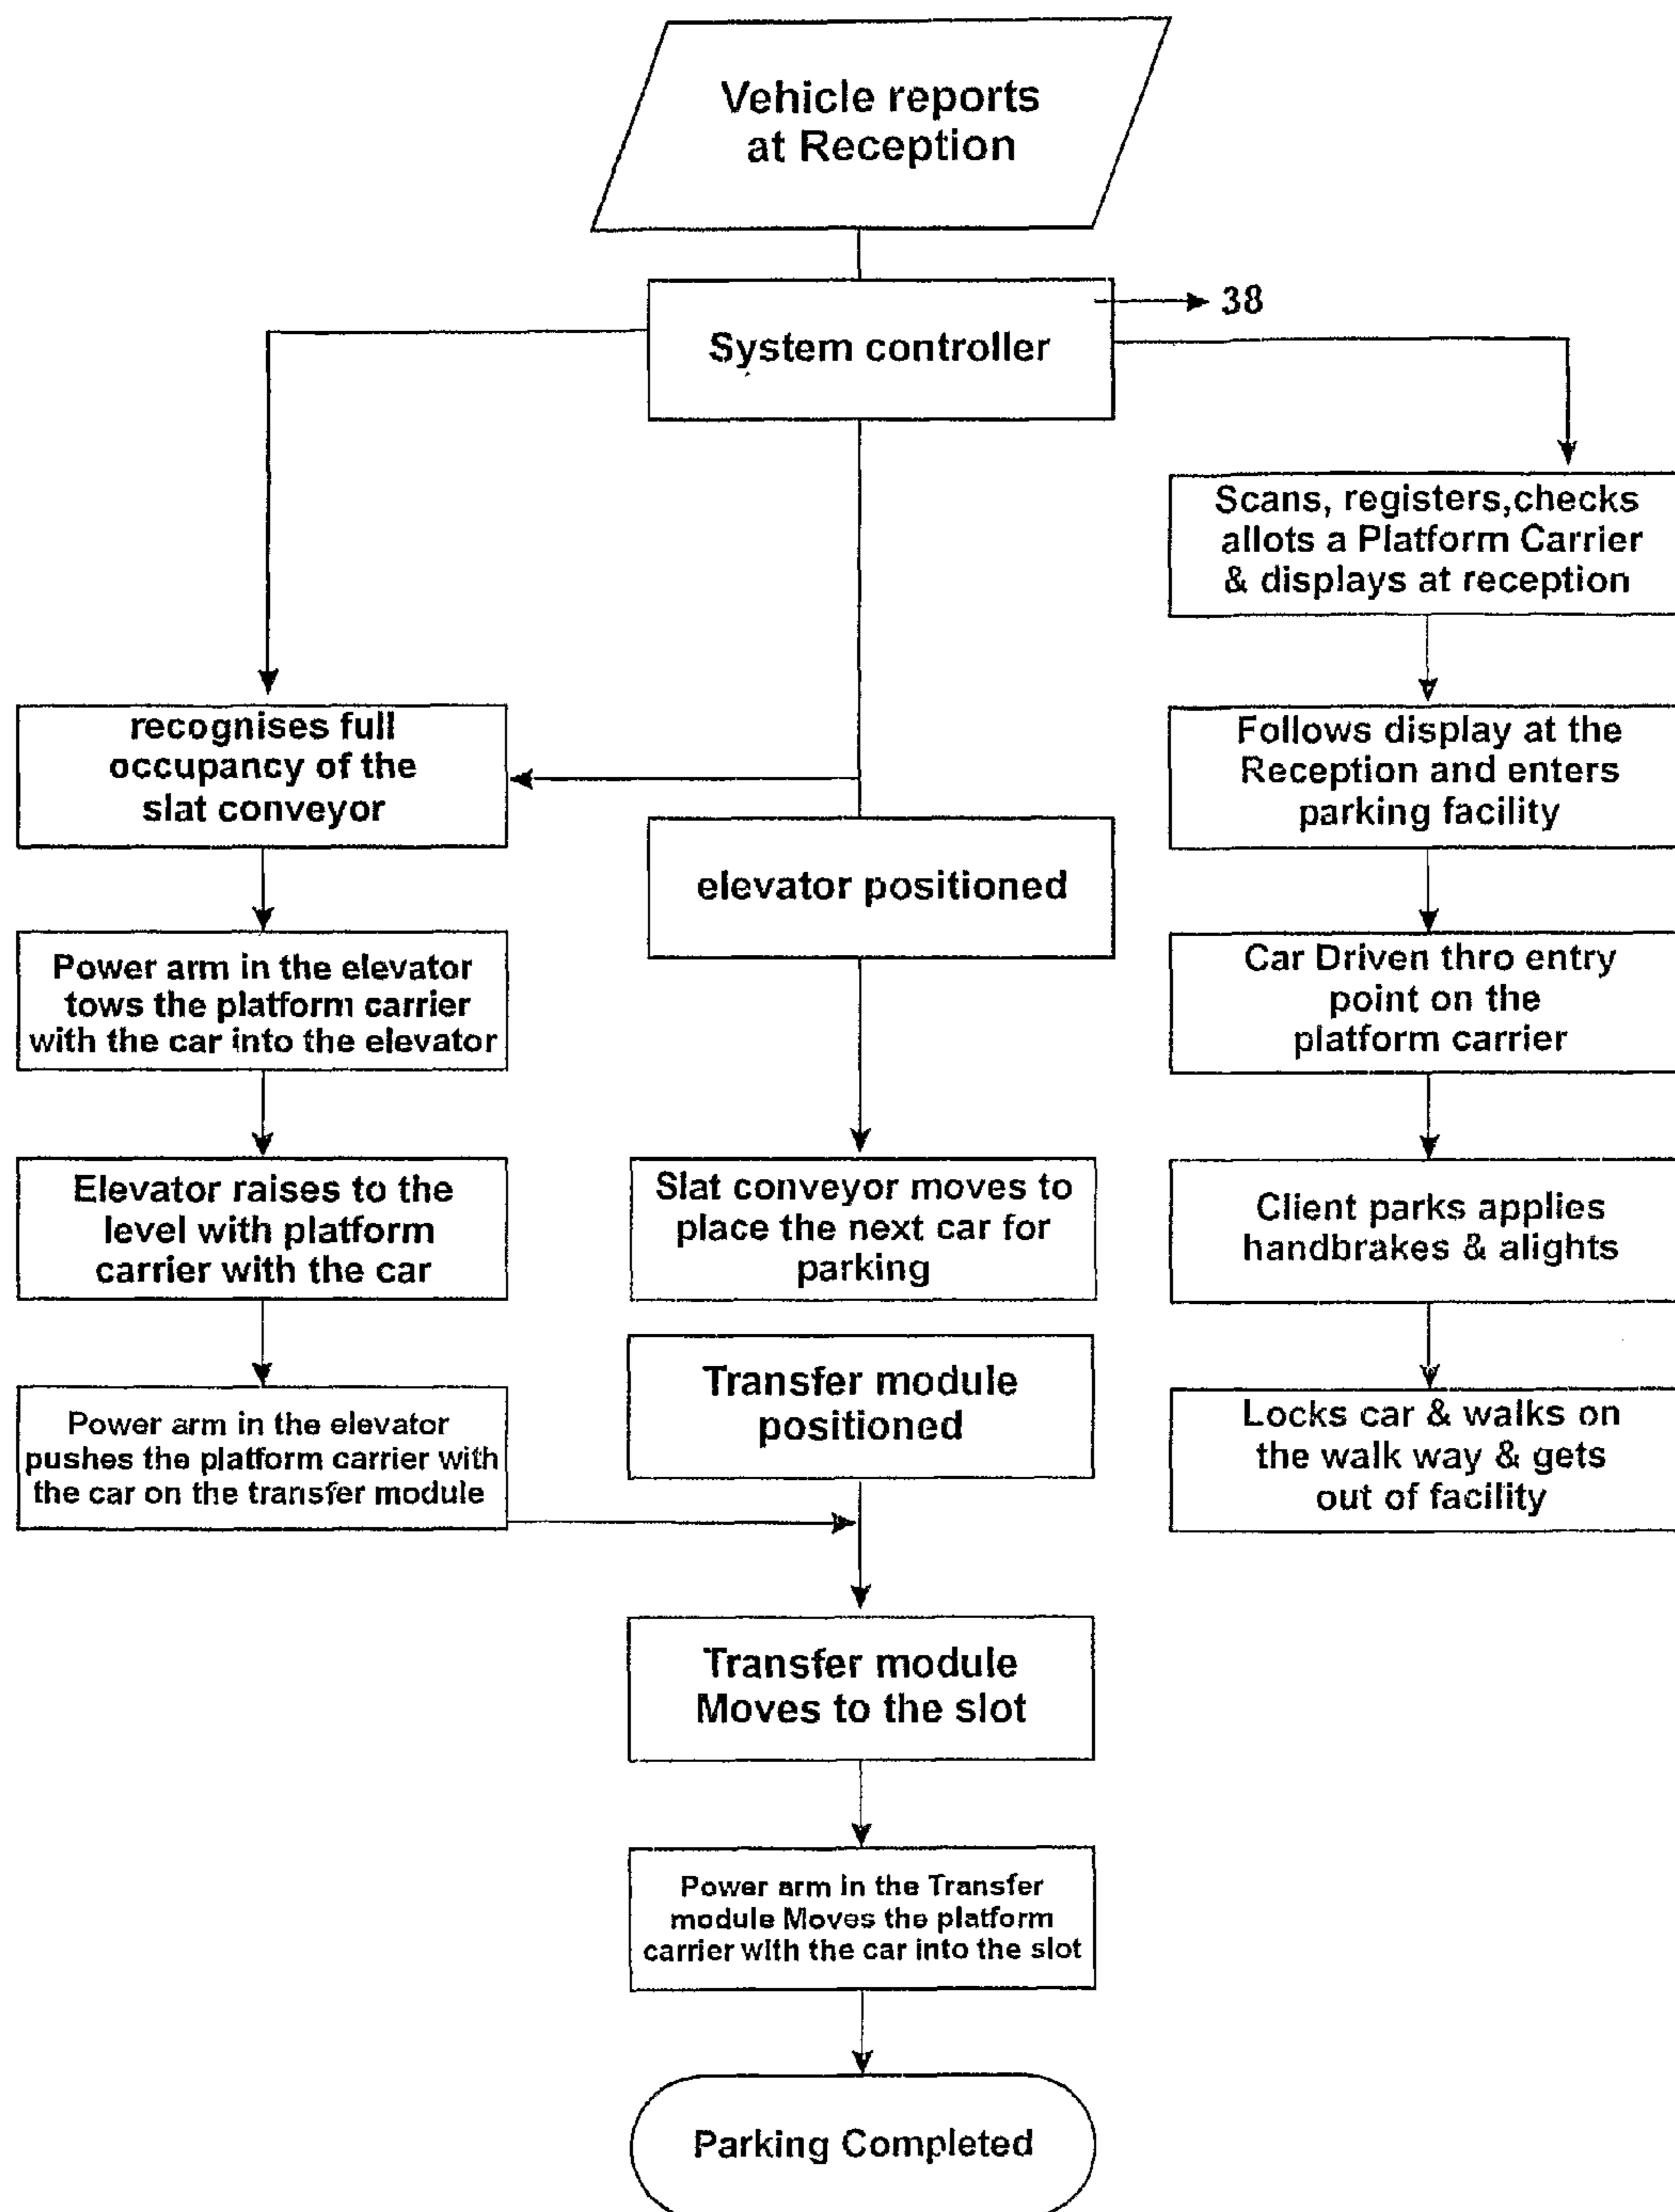 Vehicle reports
at Reception
38
System controller
Scans, registers,checks
allots a Platform Carrier
& displays at reception
recognises full
occupancy of the
slat conveyor
Follows display at the
Reception and enters
parking facility
elevator positioned
Power arm in the elevator
tows the platform carrier
with the car into the elevator
Car Driven thro entry
point on the
platform carrier
Elevator raises to the
level with platform
carrier with the car
Slat conveyor moves to
place the next car for
parking
Client parks applies
handbrakes & alights
Transfer module
positioned
Power arm in the elevator
pushes the platform carrier with
the car on the transfer module
Locks car & walks on
the walk way & gets
out of facility
Transfer module
Moves to the slot
Power arm in the Transfer
module Moves the platform
carrier with the car into the slot
Parking Completed